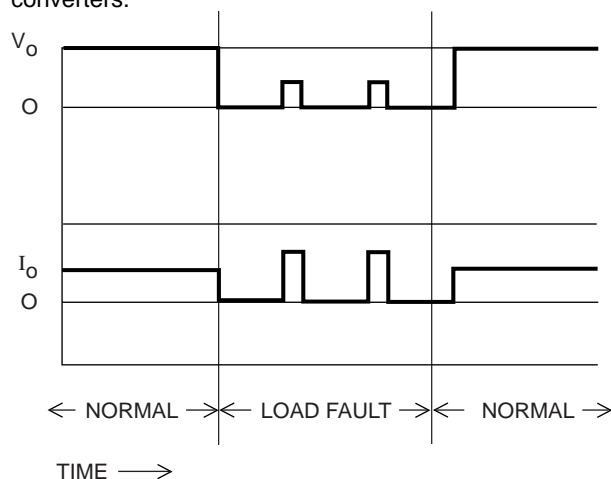 converters.
Vo
O
Io
O
← NORMAL → ← LOAD FAULT → ← NORMAL →
TIME →